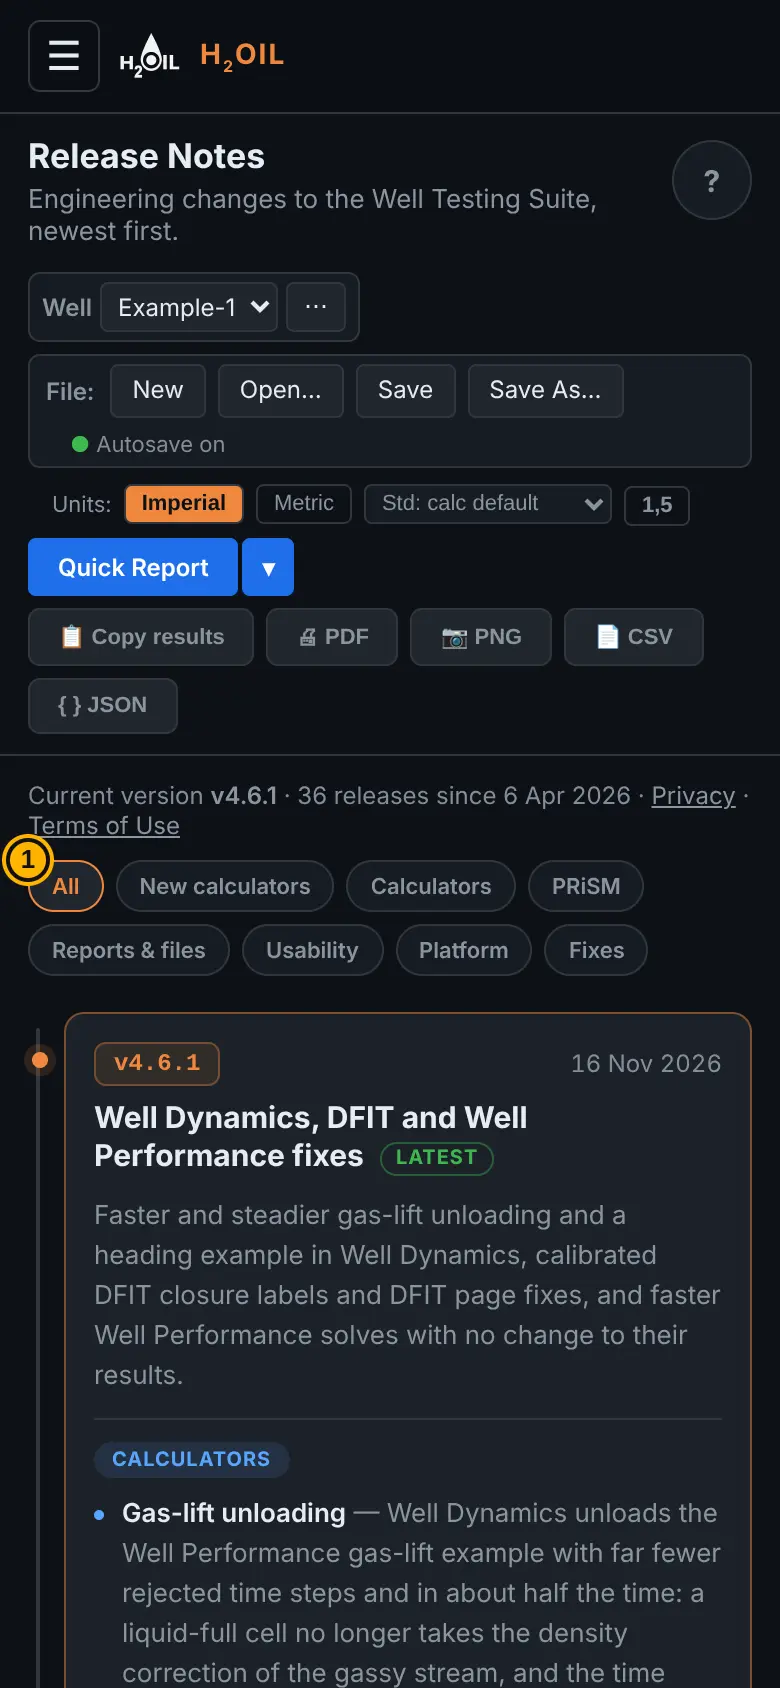 ☰ H2OIL H2OIL
Release Notes
?
Engineering changes to the Well Testing Suite,
newest first.
Well Example-1 ...
File: New Open... Save Save As...
Autosave on
Units: Imperial Metric Std: calc default 1,5
Quick Report ▼
📋 Copy results 🖨 PDF 📷 PNG 📄 CSV
{ } JSON
Current version v4.6.1 · 36 releases since 6 Apr 2026 · Privacy ·
Terms of Use
1
All New calculators Calculators PRiSM
Reports & files Usability Platform Fixes
v4.6.1 16 Nov 2026
Well Dynamics, DFIT and Well
Performance fixes LATEST
Faster and steadier gas-lift unloading and a
heading example in Well Dynamics, calibrated
DFIT closure labels and DFIT page fixes, and faster
Well Performance solves with no change to their
results.
CALCULATORS
• Gas-lift unloading — Well Dynamics unloads the
Well Performance gas-lift example with far fewer
rejected time steps and in about half the time: a
liquid-full cell no longer takes the density
correction of the gassy stream, and the time